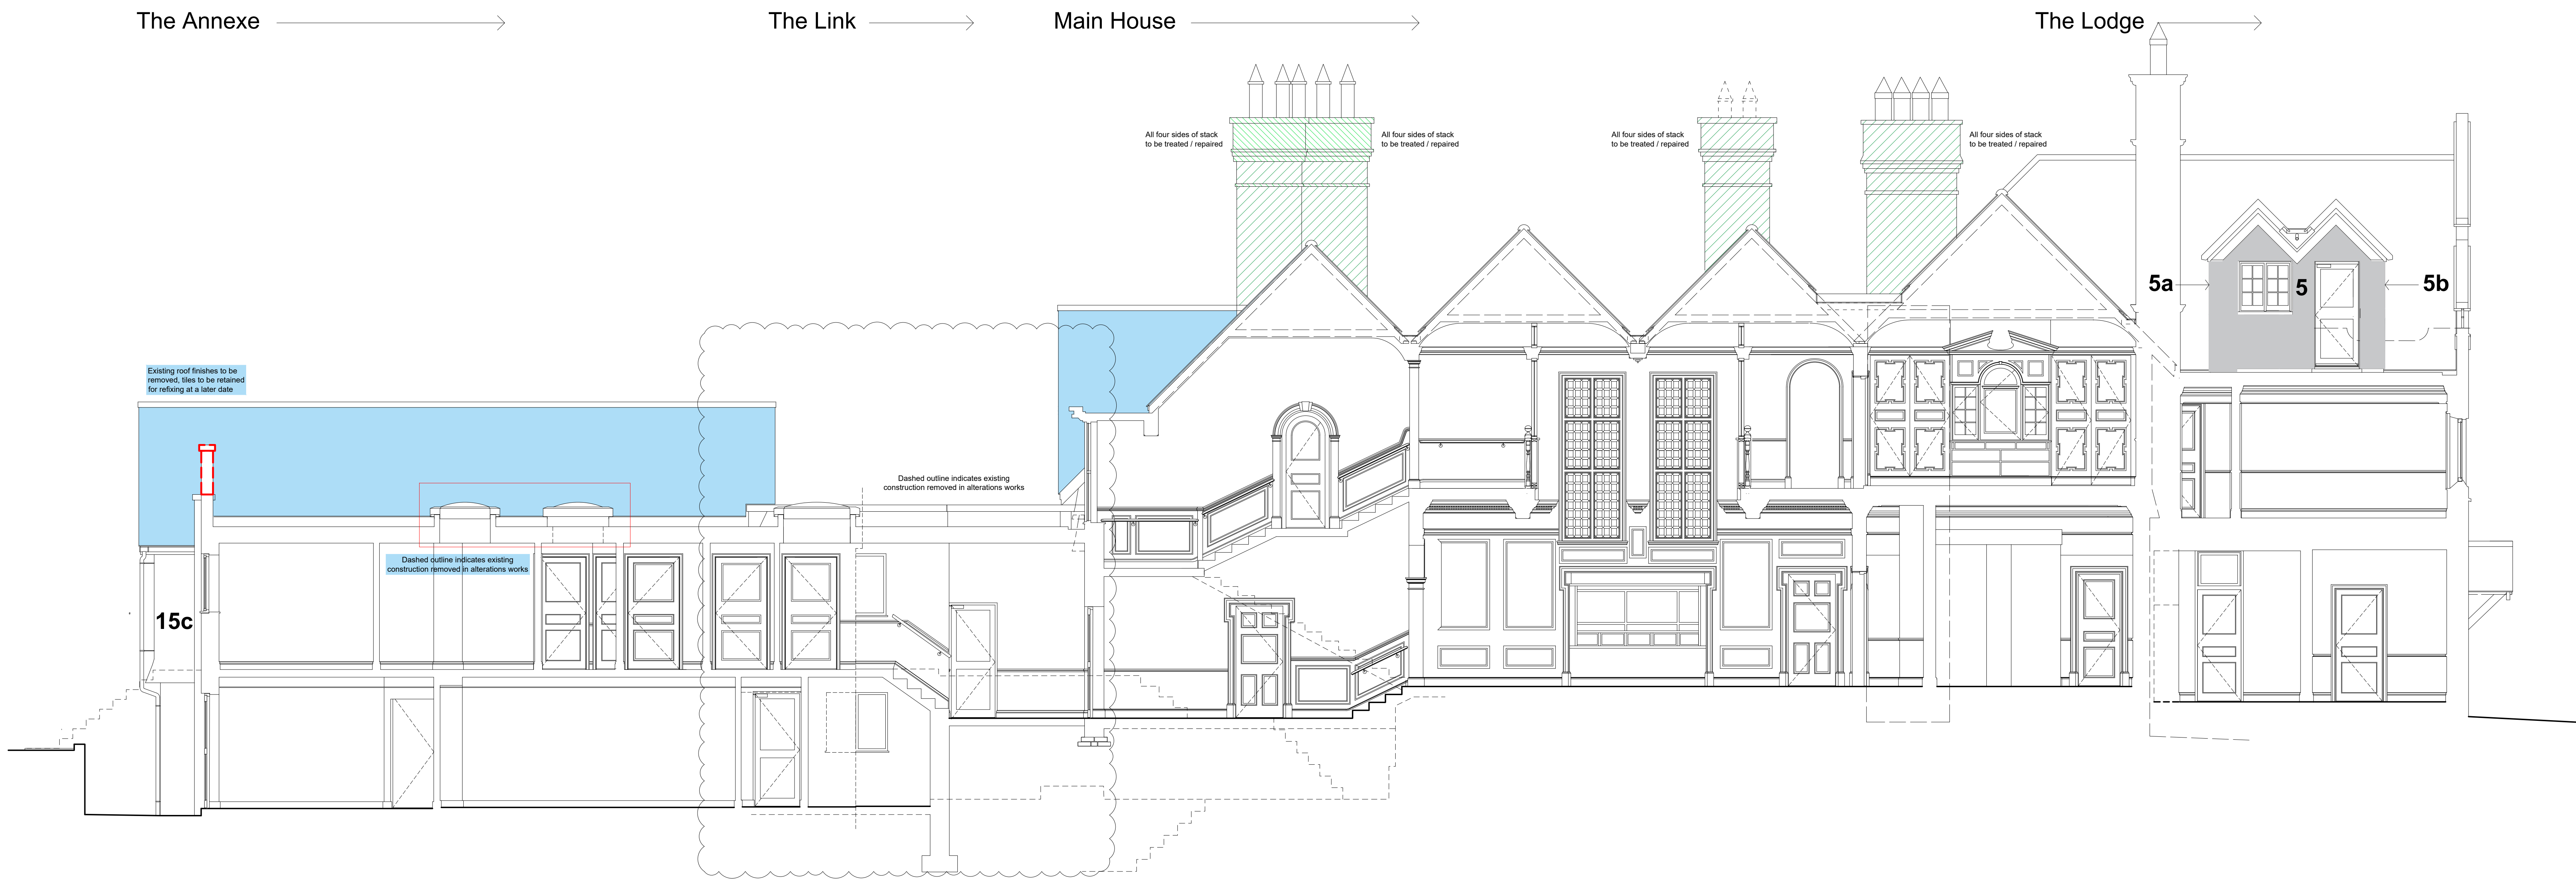 The Annexe
The Link
Main House
The Lodge
All four sides of stack
to be treated / repaired
All four sides of stack
to be treated / repaired
All four sides of stack
to be treated / repaired
All four sides of stack
to be treated / repaired
5a
5
5b
Existing roof finishes to be
removed, tiles to be retained
for refixing at a later date
Dashed outline indicates existing
construction removed in alterations works
Dashed outline indicates existing
construction removed in alterations works
15c